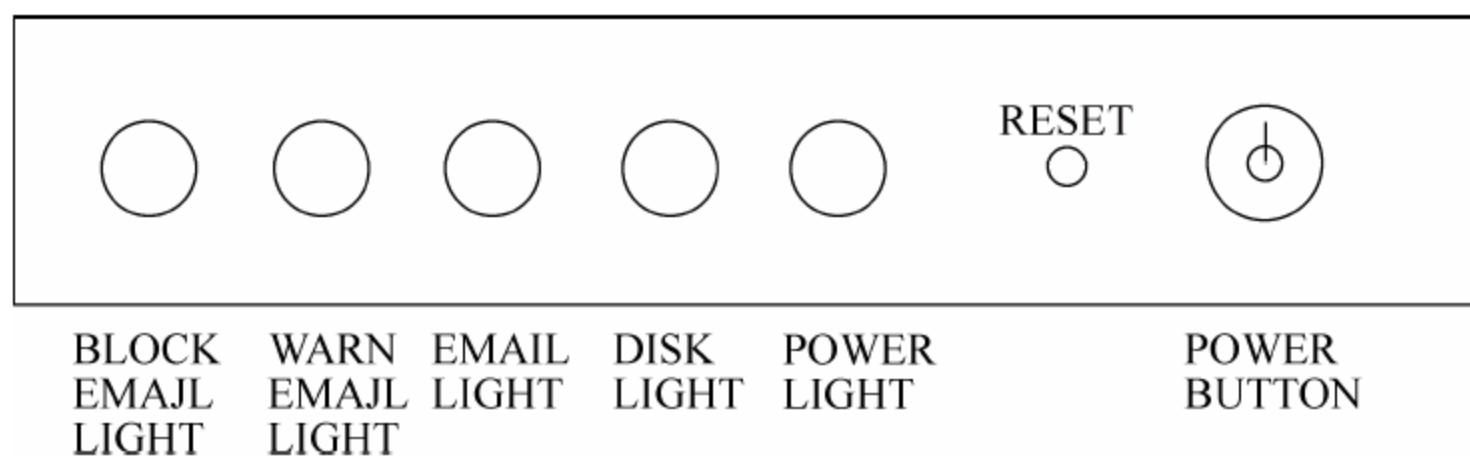 RESET
BLOCK
EMAJL
LIGHT
WARN
EMAJL
LIGHT
EMAIL
LIGHT
DISK
LIGHT
POWER
LIGHT
POWER
BUTTON